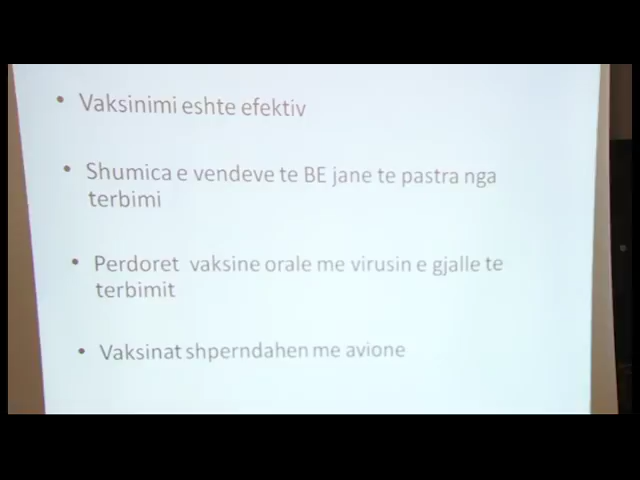 • Vaksinimi eshte efektiv
• Shumica e vendeve te BE jane te pastra nga
terbimi
• Perdoret vaksine orale me virusin e gjalle te
terbimit
• Vaksinat shperndahen me avione